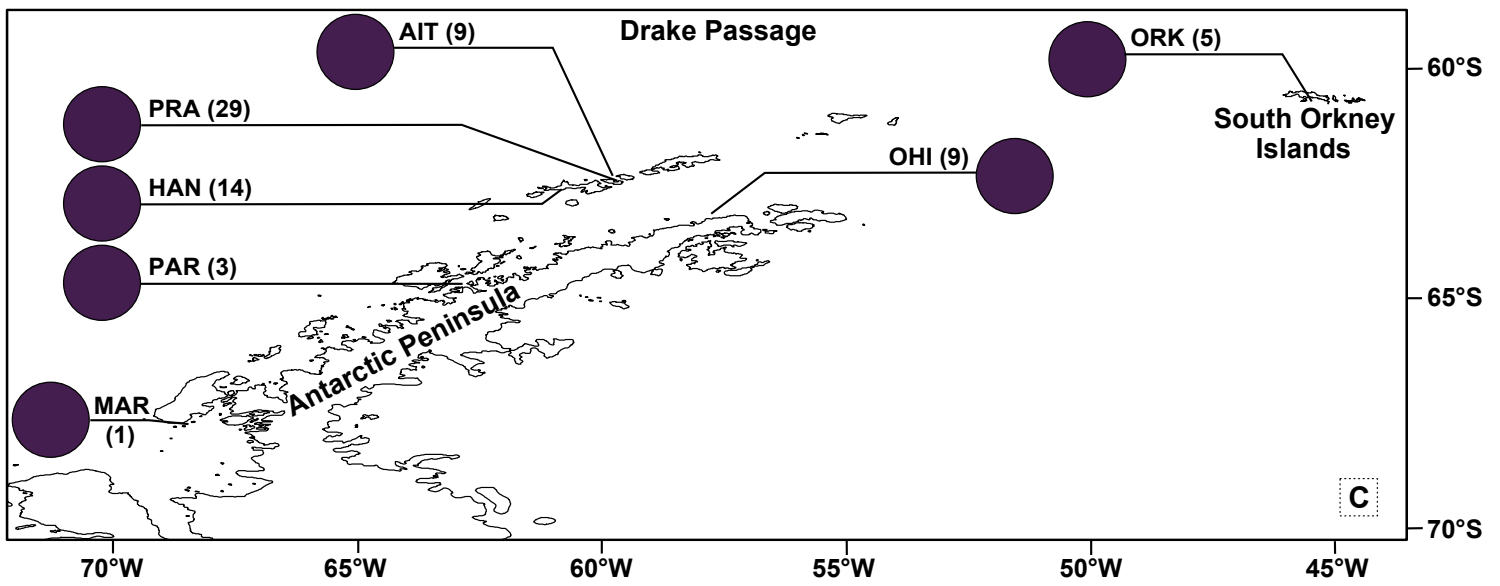 AIT (9)
Drake Passage
ORK (5)
60°S
PRA (29)
South Orkney
Islands
OHI (9)
HAN (14)
PAR (3)
65°S
Antarctic Peninsula
MAR
(1)
C
70°S
70°W
65°W
60°W
55°W
50°W
45°W